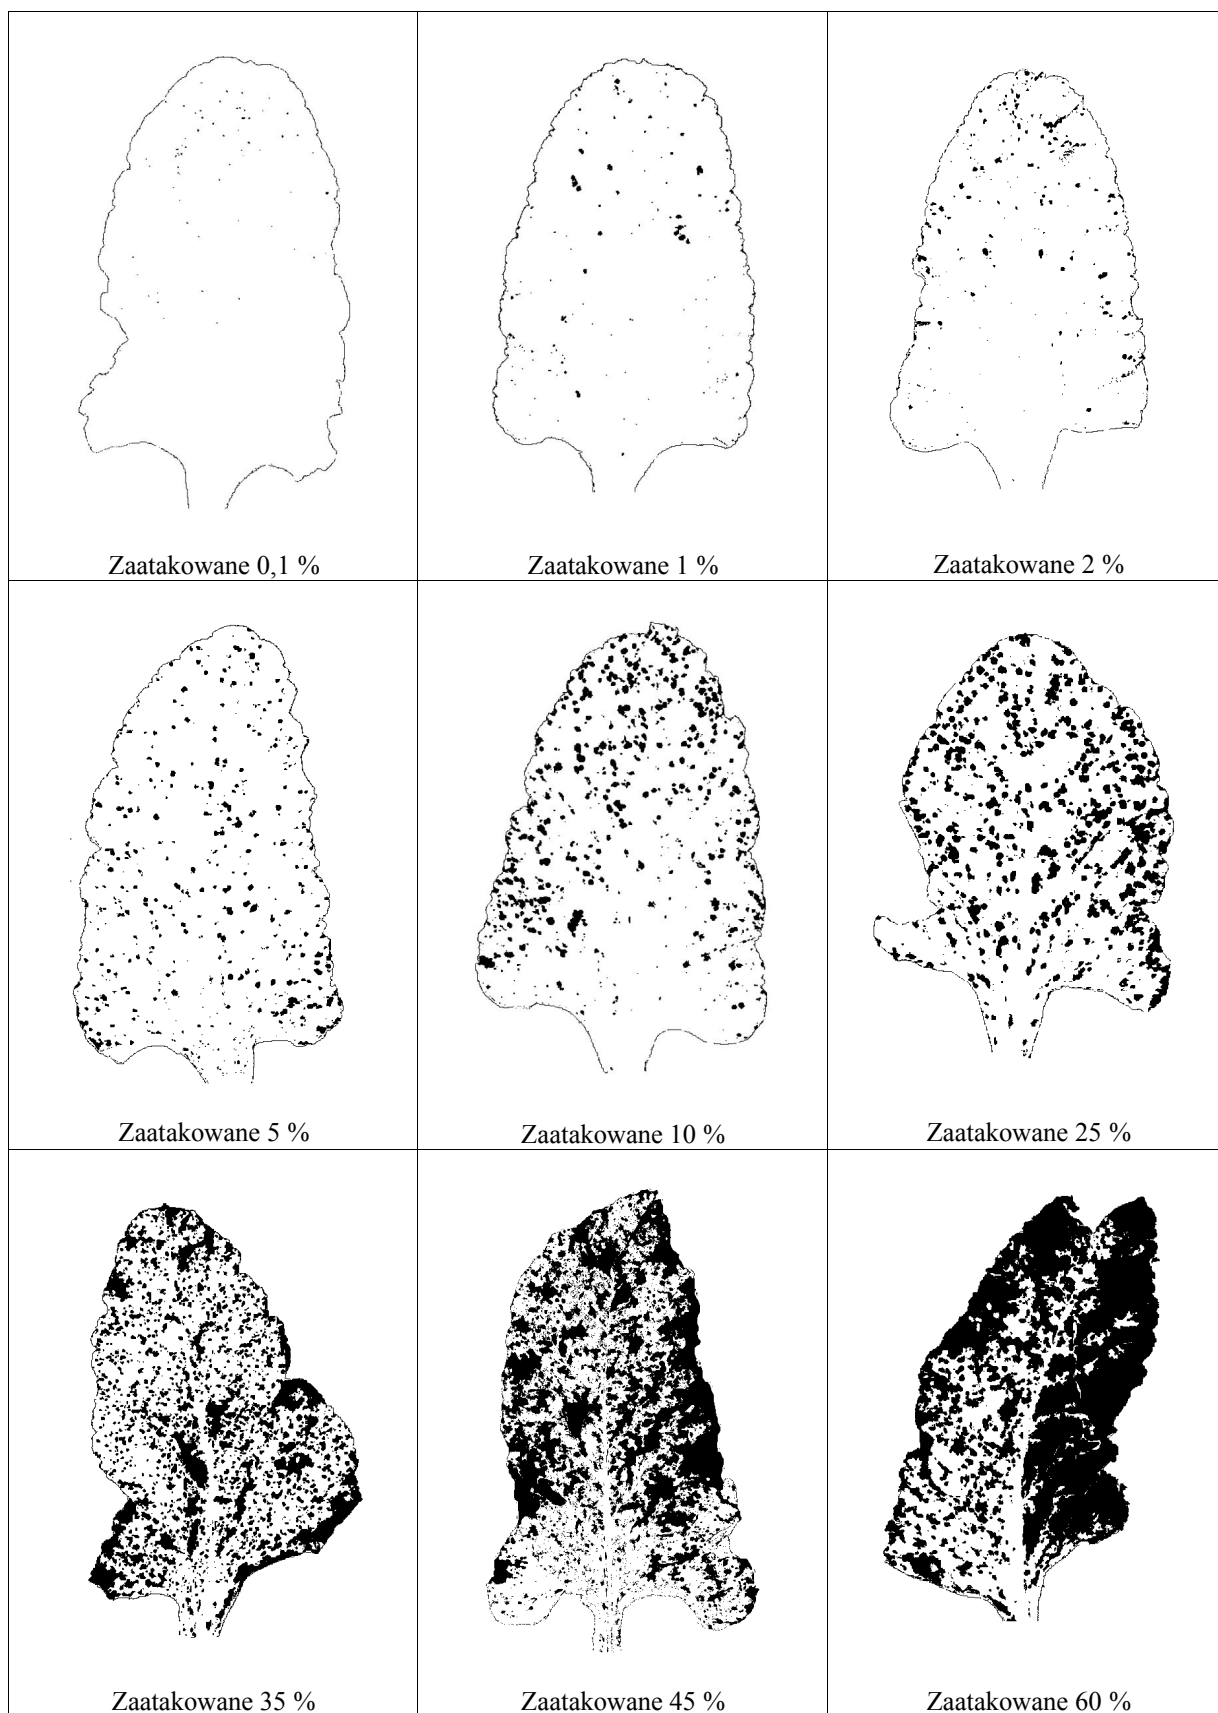 Zaatakowane 0,1 %
Zaatakowane 1 %
Zaatakowane 2 %
Zaatakowane 5 %
Zaatakowane 10 %
Zaatakowane 25 %
Zaatakowane 35 %
Zaatakowane 45 %
Zaatakowane 60 %